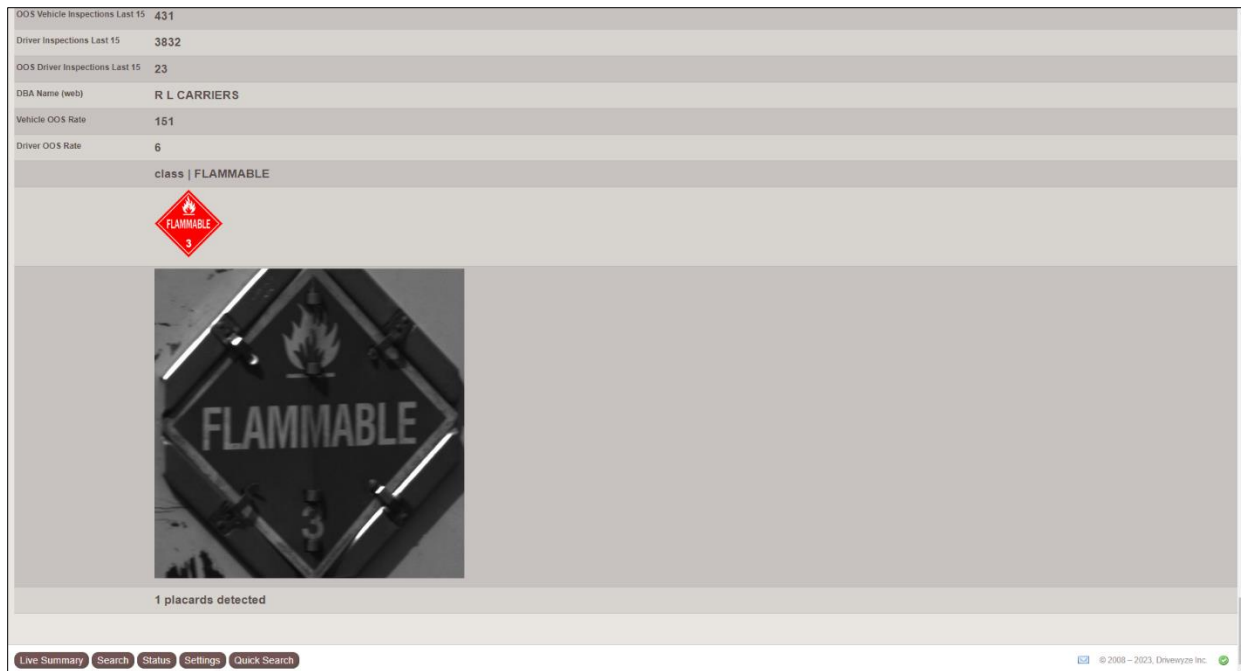 OOS Vehicle Inspections Last 15 431
Driver Inspections Last 15 3832
OOS Driver Inspections Last 15 23
DBA Name (web) R L CARRIERS
Vehicle OOS Rate 151
Driver OOS Rate 6
class | FLAMMABLE
FLAMMABLE
3
FLAMMABLE
3
1 placards detected
Live Summary Search Status Settings Quick Search © 2008 – 2023, Drivewyze Inc.